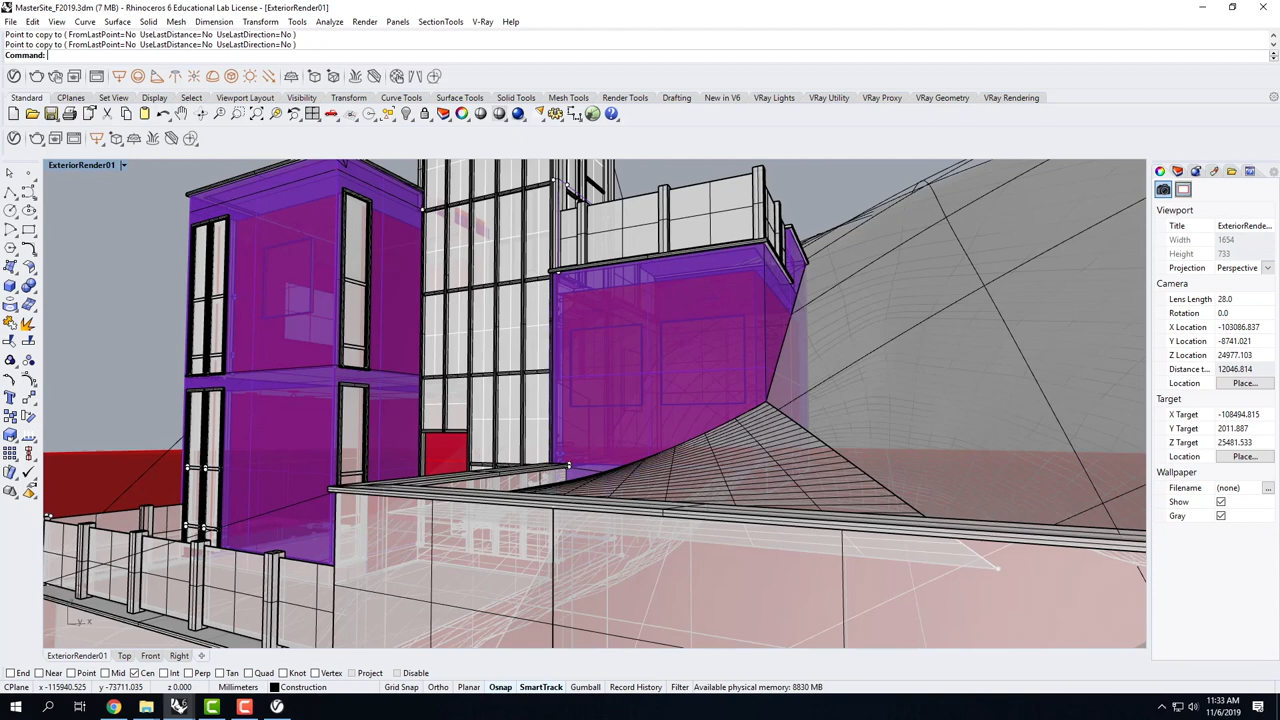 MasterSite_F2019.3dm (7 MB) - Rhinoceros 6 Educational Lab License - [ExteriorRender01]
File Edit View Curve Surface Solid Mesh Dimension Transform Tools Analyze Render Panels SectionTools V-Ray Help
Point to copy to ( FromLastPoint=No UseLastDistance=No UseLastDirection=No )
Point to copy to ( FromLastPoint=No UseLastDistance=No UseLastDirection=No )
Command:
Standard CPlanes Set View Display Select Viewport Layout Visibility Transform Curve Tools Surface Tools Solid Tools Mesh Tools Render Tools Drafting New in V6 VRay Lights VRay Utility VRay Proxy VRay Geometry VRay Rendering
ExteriorRender01
Viewport
Title ExteriorRende...
Width 1654
Height 733
Projection Perspective
Camera
Lens Length 28.0
Rotation 0.0
X Location -103086.837
Y Location -8741.021
Z Location 24977.103
Distance t... 12046.814
Location Place...
Target
X Target -108494.815
Y Target 2011.887
Z Target 25481.533
Location Place...
Wallpaper
Filename (none) ...
Show
Gray
y x
ExteriorRender01 Top Front Right
End Near Point Mid Cen Int Perp Tan Quad Knot Vertex Project Disable
CPlane x -115940.525 y -73711.035 z 0.000 Millimeters Construction Grid Snap Ortho Planar Osnap SmartTrack Gumball Record History Filter Available physical memory: 8830 MB
11:33 AM
11/6/2019